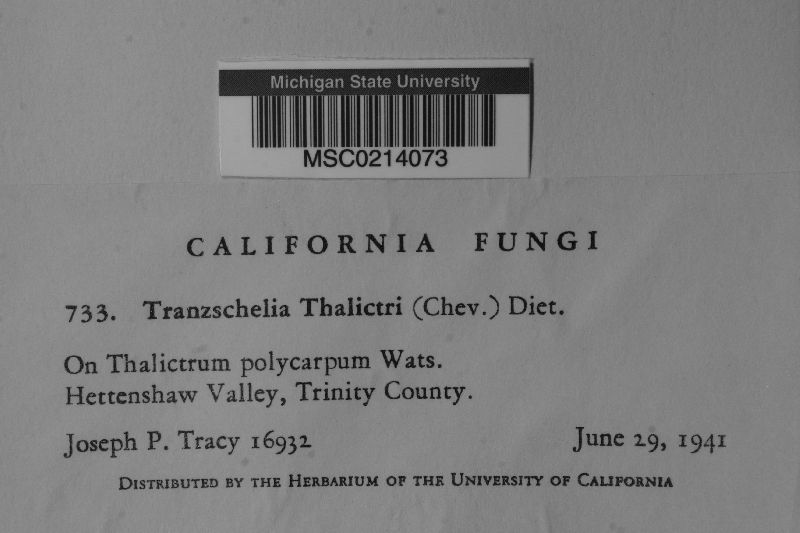 Michigan State University
MSC0214073
CALIFORNIA FUNGI
733. Tranzschelia Thalictri (Chev.) Diet.
On Thalictrum polycarpum Wats.
Hettenshaw Valley, Trinity County.
Joseph P. Tracy 16932 June 29, 1941
DISTRIBUTED BY THE HERBARIUM OF THE UNIVERSITY OF CALIFORNIA